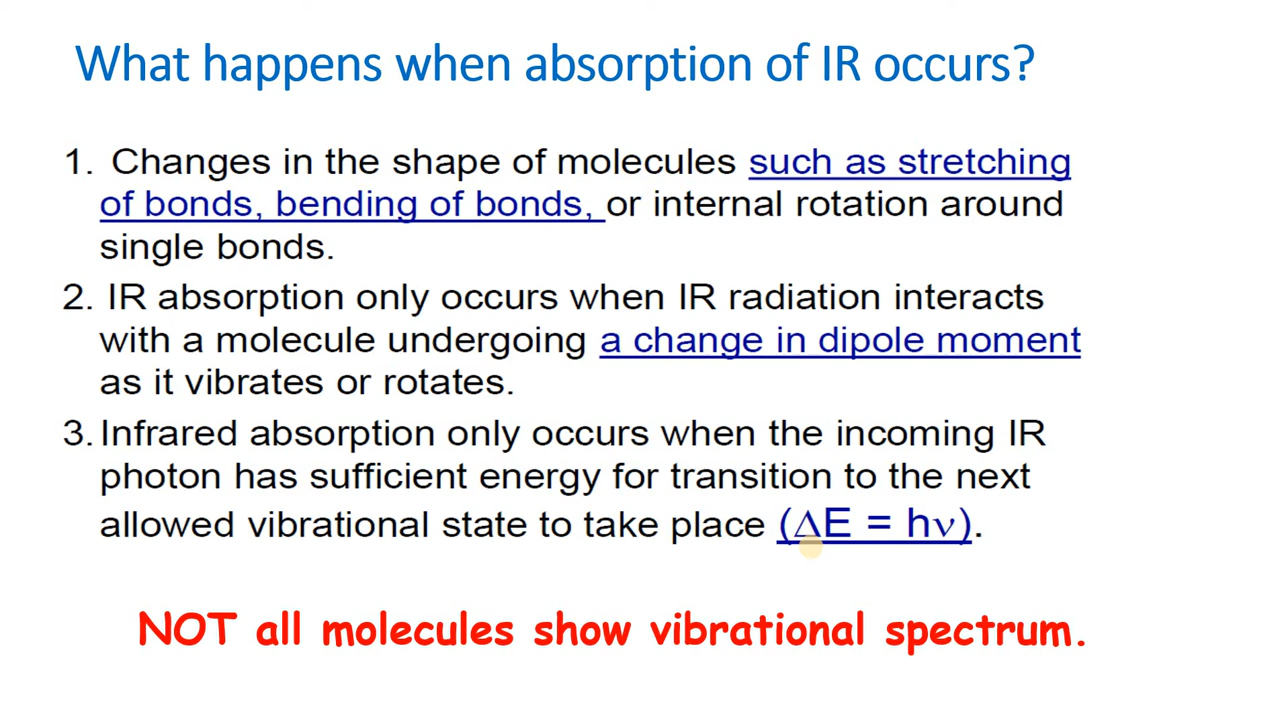 What happens when absorption of IR occurs?
1. Changes in the shape of molecules such as stretching
of bonds, bending of bonds, or internal rotation around
single bonds.
2. IR absorption only occurs when IR radiation interacts
with a molecule undergoing a change in dipole moment
as it vibrates or rotates.
3. Infrared absorption only occurs when the incoming IR
photon has sufficient energy for transition to the next
allowed vibrational state to take place (ΔE = hν).
NOT all molecules show vibrational spectrum.